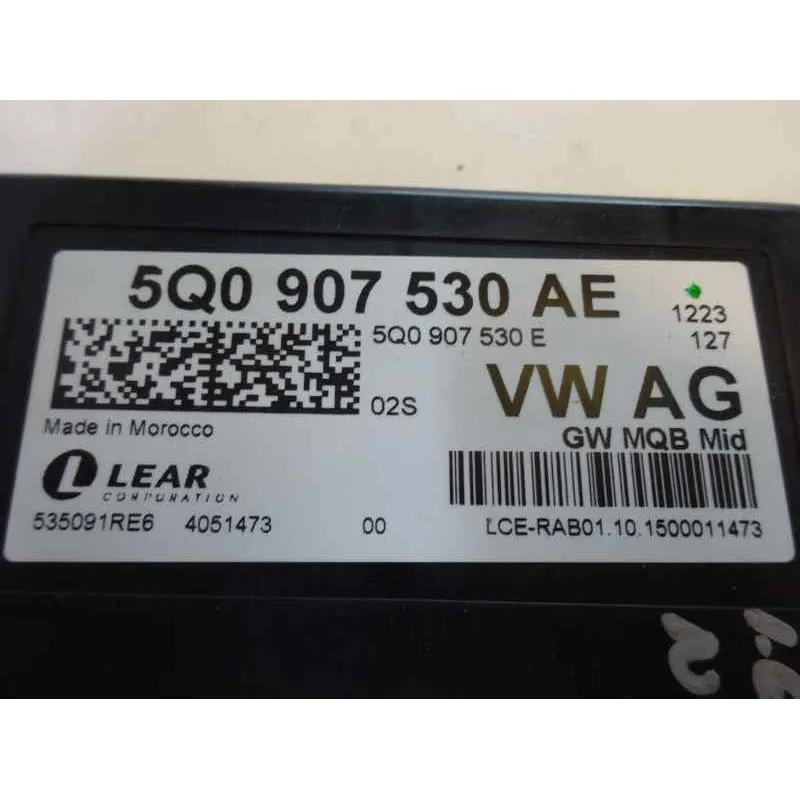 5Q0 907 530 AE
1223
5Q0 907 530 E
127
02S
VW AG
Made in Morocco
GW MQB Mid
LEAR
CORPORATION
535091RE6 4051473 00 LCE-RAB01.10.1500011473